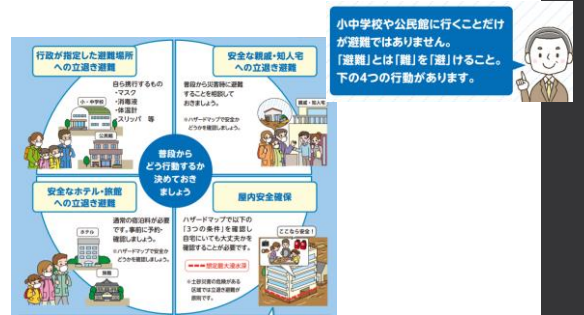 小中学校や公民館に行くことだけ
が避難ではありません。
「避難」とは「難」を「避」けること。
下の4つの行動があります。
行政が指定した避難場所
への立退き避難
自ら携行するもの
・マスク
・消毒液
・体温計
・スリッパ 等
小・中学校
公民館
安全な親戚・知人宅
への立退き避難
普段から災害時に避難
することを相談して
おきましょう。
※ハザードマップで安全か
どうかを確認しましょう。
親戚・知人宅
普段から
どう行動するか
決めておき
ましょう
安全なホテル・旅館
への立退き避難
通常の宿泊料が必要
です。事前に予約・
確認しましょう。
※ハザードマップで安全か
どうかを確認しましょう。
ホテル
旅館
屋内安全確保
ハザードマップで以下の
「3つの条件」を確認し
自宅にいても大丈夫かを
確認することが必要です。
想定最大浸水深
※土砂災害の危険がある
区域では立退き避難が
原則です。
ここなら安全!